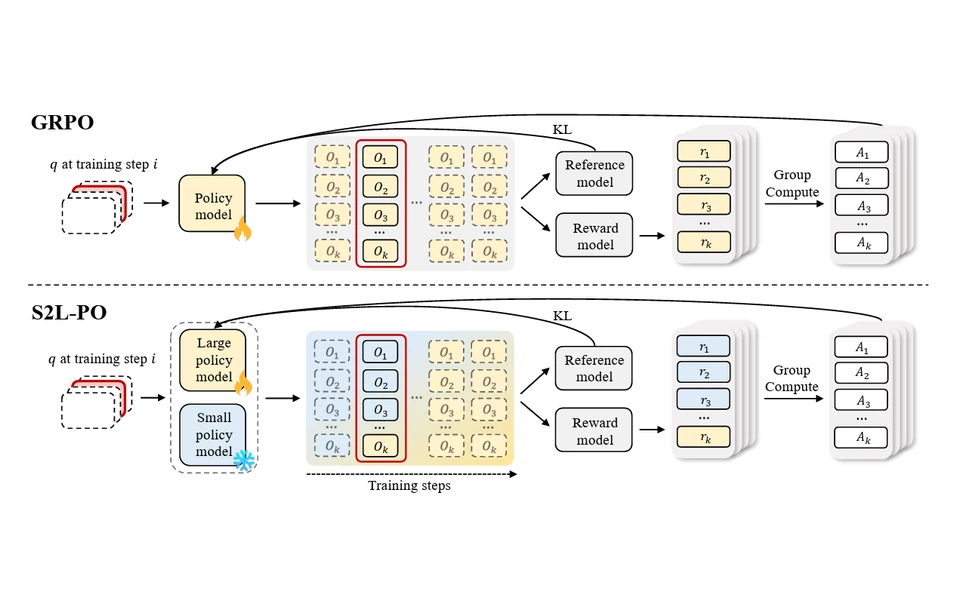 GRPO
q at training step i
Policy
model
O₁ O₁ O₁ O₁
O₂ O₂ O₂ O₂
O₃ O₃ ... O₃ O₃
... ... ... ...
Oₖ Oₖ Oₖ Oₖ
KL
Reference
model
Reward
model
r₁
r₂
r₃
...
rₖ
Group
Compute
A₁
A₂
A₃
...
Aₖ
S2L-PO
q at training step i
Large
policy
model
Small
policy
model
O₁ O₁ O₁ O₁
O₂ O₂ ... O₂ O₂
O₃ O₃ O₃ O₃
... ... ... ...
Oₖ Oₖ Oₖ Oₖ
Training steps
KL
Reference
model
Reward
model
r₁
r₂
r₃
...
rₖ
Group
Compute
A₁
A₂
A₃
...
Aₖ